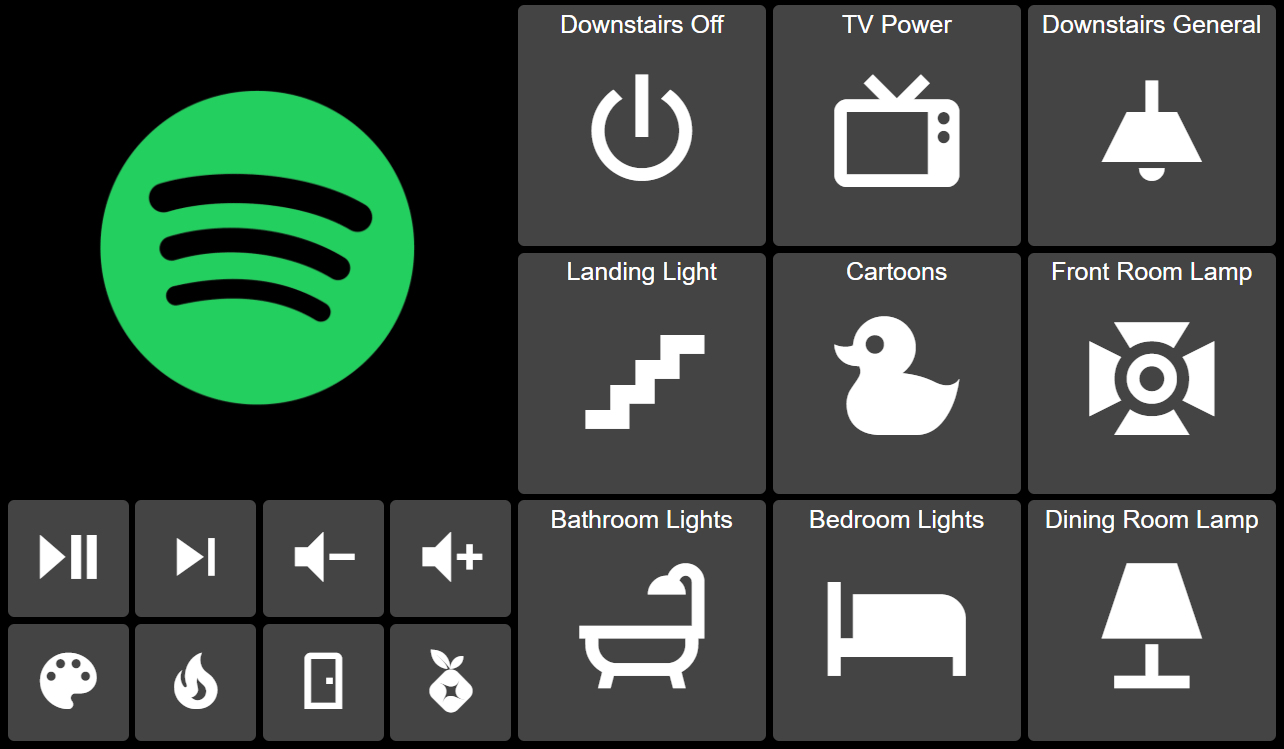 Downstairs Off
TV Power
Downstairs General
Landing Light
Cartoons
Front Room Lamp
Bathroom Lights
Bedroom Lights
Dining Room Lamp